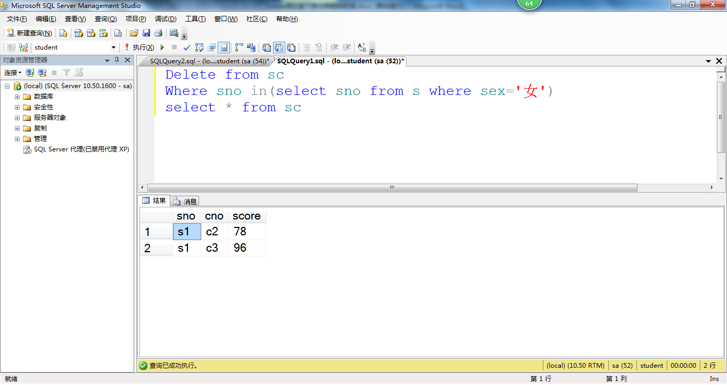 Microsoft SQL Server Management Studio
64
文件(F) 编辑(E) 查看(V) 查询(Q) 项目(P) 调试(D) 工具(T) 窗口(W) 社区(C) 帮助(H)
新建查询(N)
student 执行(X)
对象资源管理器
连接
(local) (SQL Server 10.50.1600 - sa)
数据库
安全性
服务器对象
复制
管理
SQL Server 代理(已禁用代理 XP)
SQLQuery2.sql - (lo....student (sa (54))* SQLQuery1.sql - (lo....student (sa (52))*
Delete from sc
Where sno in(select sno from s where sex='女')
select * from sc
结果 消息
sno cno score
1 s1 c2 78
2 s1 c3 96
查询已成功执行。 (local) (10.50 RTM) sa (52) student 00:00:00 2 行
就绪 第 1 行 第 1 列 Ins